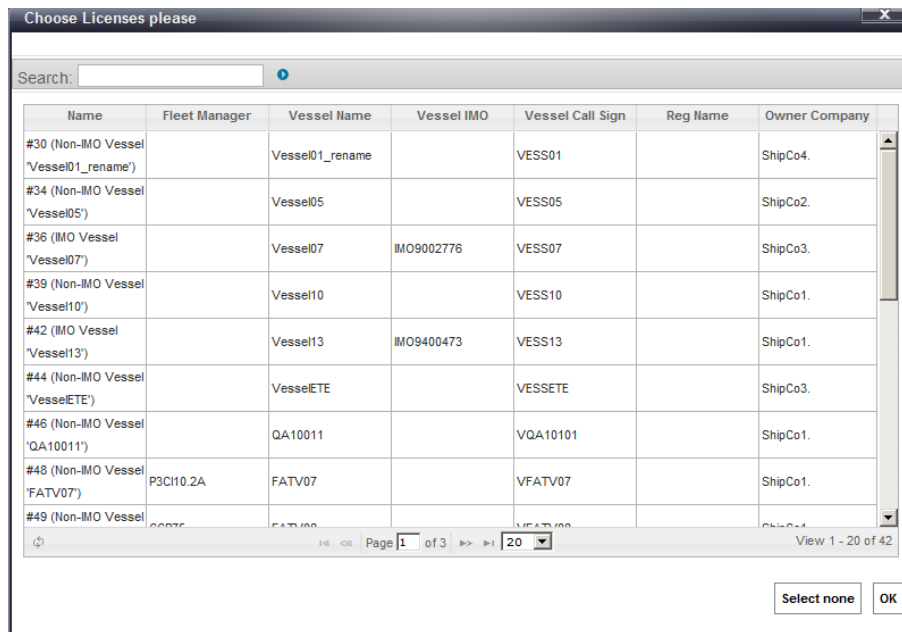 Choose Licenses please X
Search:
Name Fleet Manager Vessel Name Vessel IMO Vessel Call Sign Reg Name Owner Company
#30 (Non-IMO Vessel
'Vessel01_rename') Vessel01_rename VESS01 ShipCo4.
#34 (Non-IMO Vessel
'Vessel05') Vessel05 VESS05 ShipCo2.
#36 (IMO Vessel
'Vessel07') Vessel07 IMO9002776 VESS07 ShipCo3.
#39 (Non-IMO Vessel
'Vessel10') Vessel10 VESS10 ShipCo1.
#42 (IMO Vessel
'Vessel13') Vessel13 IMO9400473 VESS13 ShipCo1.
#44 (Non-IMO Vessel
'VesselETE') VesselETE VESSETE ShipCo3.
#46 (Non-IMO Vessel
'QA10011') QA10011 VQA10101 ShipCo1.
#48 (Non-IMO Vessel
'FATV07') P3CI10.2A FATV07 VFATV07 ShipCo1.
#49 (Non-IMO Vessel
Page 1 of 3 20 View 1 - 20 of 42
Select none OK